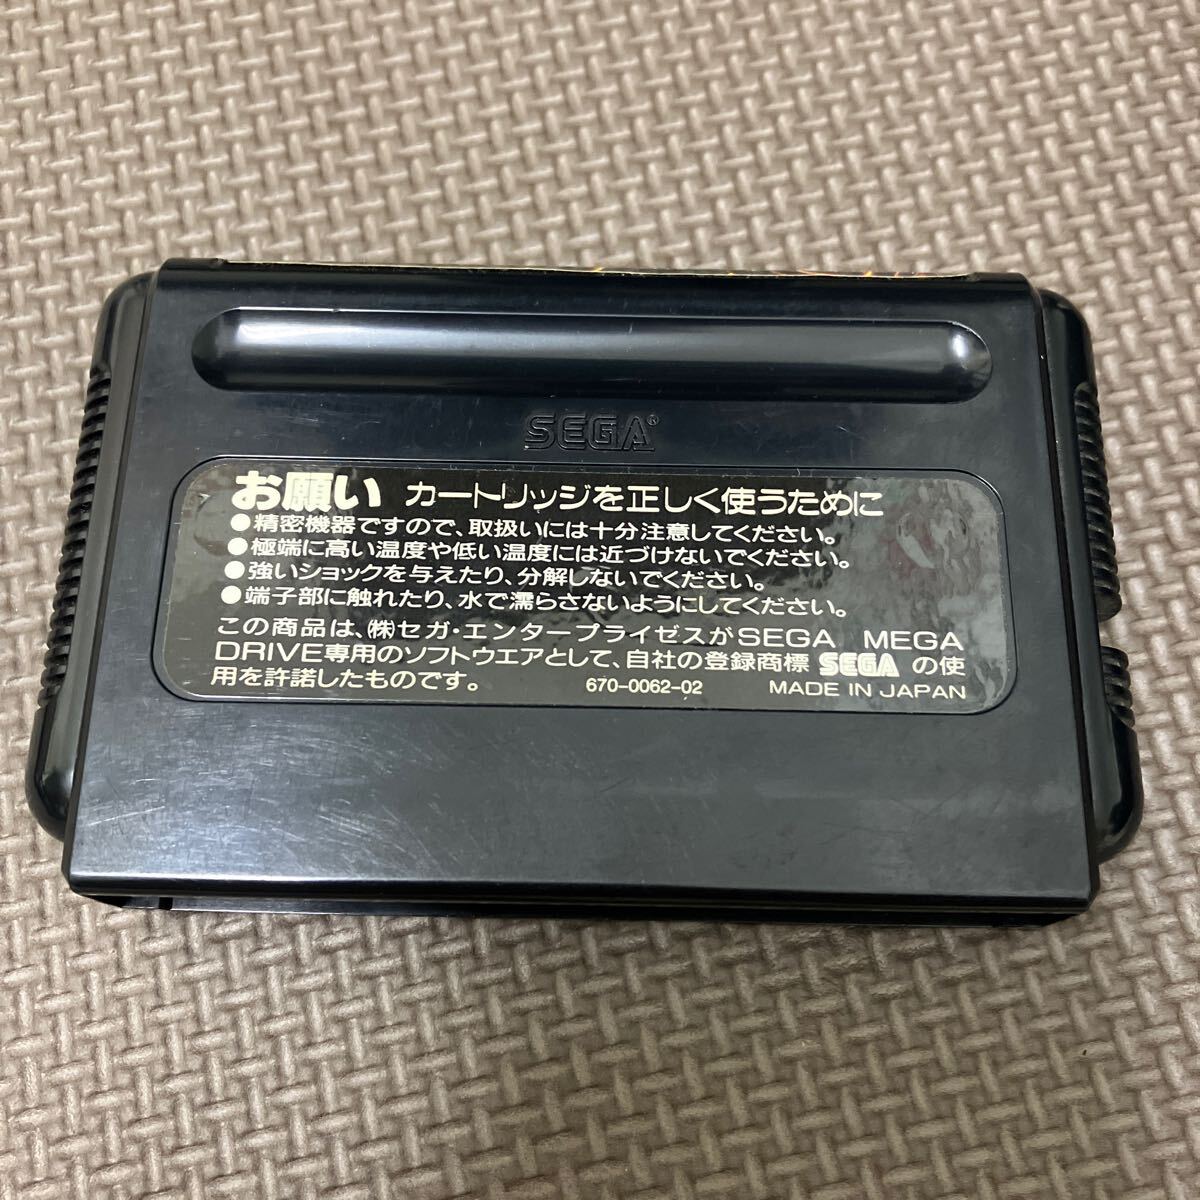 SEGA®
お願い カートリッジを正しく使うために
●精密機器ですので、取扱いには十分注意してください。
●極端に高い温度や低い温度には近づけないでください。
●強いショックを与えたり、分解しないでください。
●端子部に触れたり、水で濡らさないようにしてください。
この商品は、㈱セガ・エンタープライゼスがSEGA MEGA
DRIVE専用のソフトウエアとして、自社の登録商標 SEGA の使
用を許諾したものです。 670-0062-02 MADE IN JAPAN